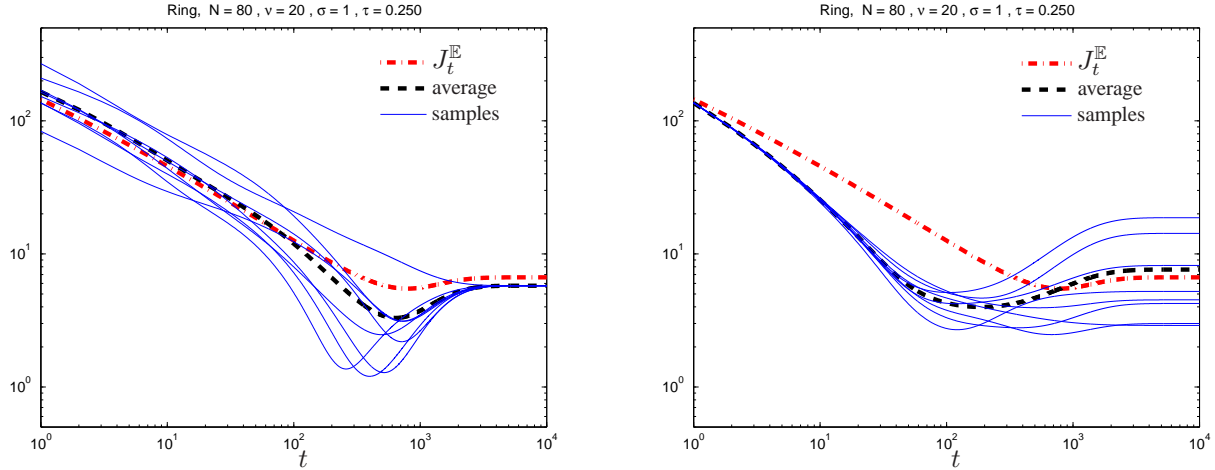 Ring, N = 80 , ν = 20 , σ = 1 , τ = 0.250
J_t^𝔼
average
samples
10^2
10^1
10^0
10^0 10^1 10^2 10^3 10^4
t
Ring, N = 80 , ν = 20 , σ = 1 , τ = 0.250
J_t^𝔼
average
samples
10^2
10^1
10^0
10^0 10^1 10^2 10^3 10^4
t